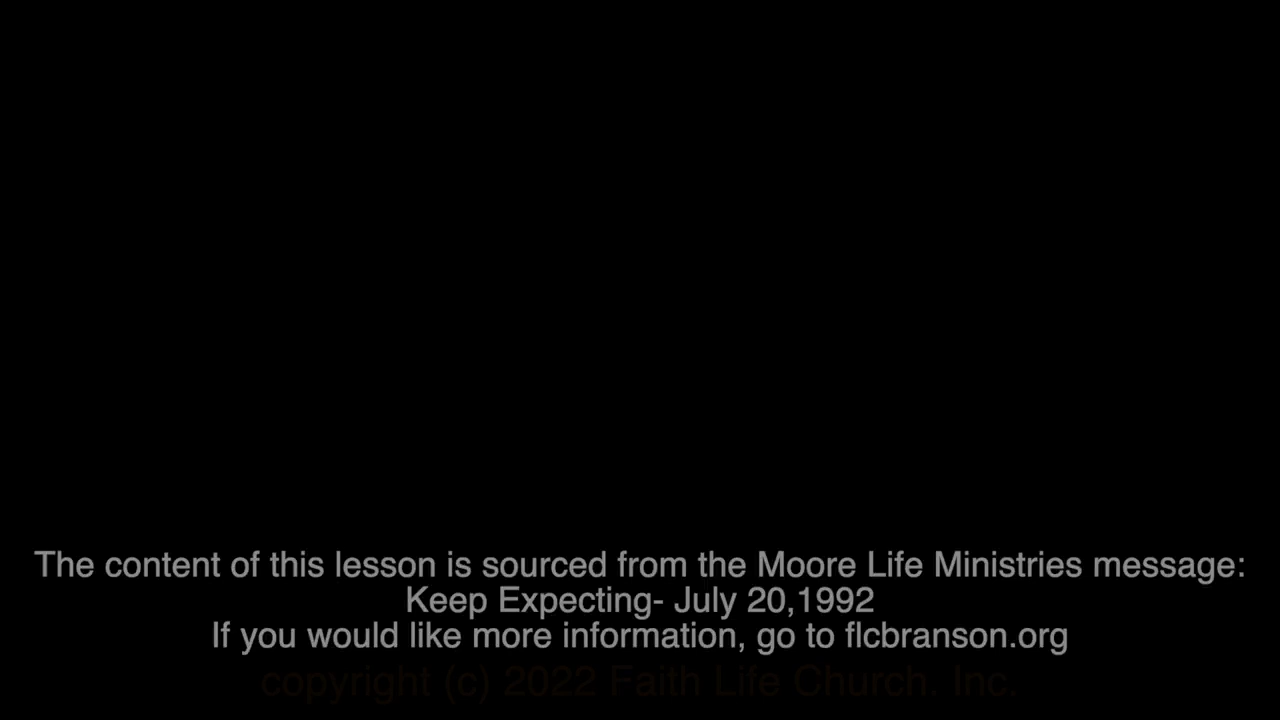 The content of this lesson is sourced from the Moore Life Ministries message:
Keep Expecting- July 20,1992
If you would like more information, go to flcbranson.org
copyright (c) 2022 Faith Life Church. Inc.